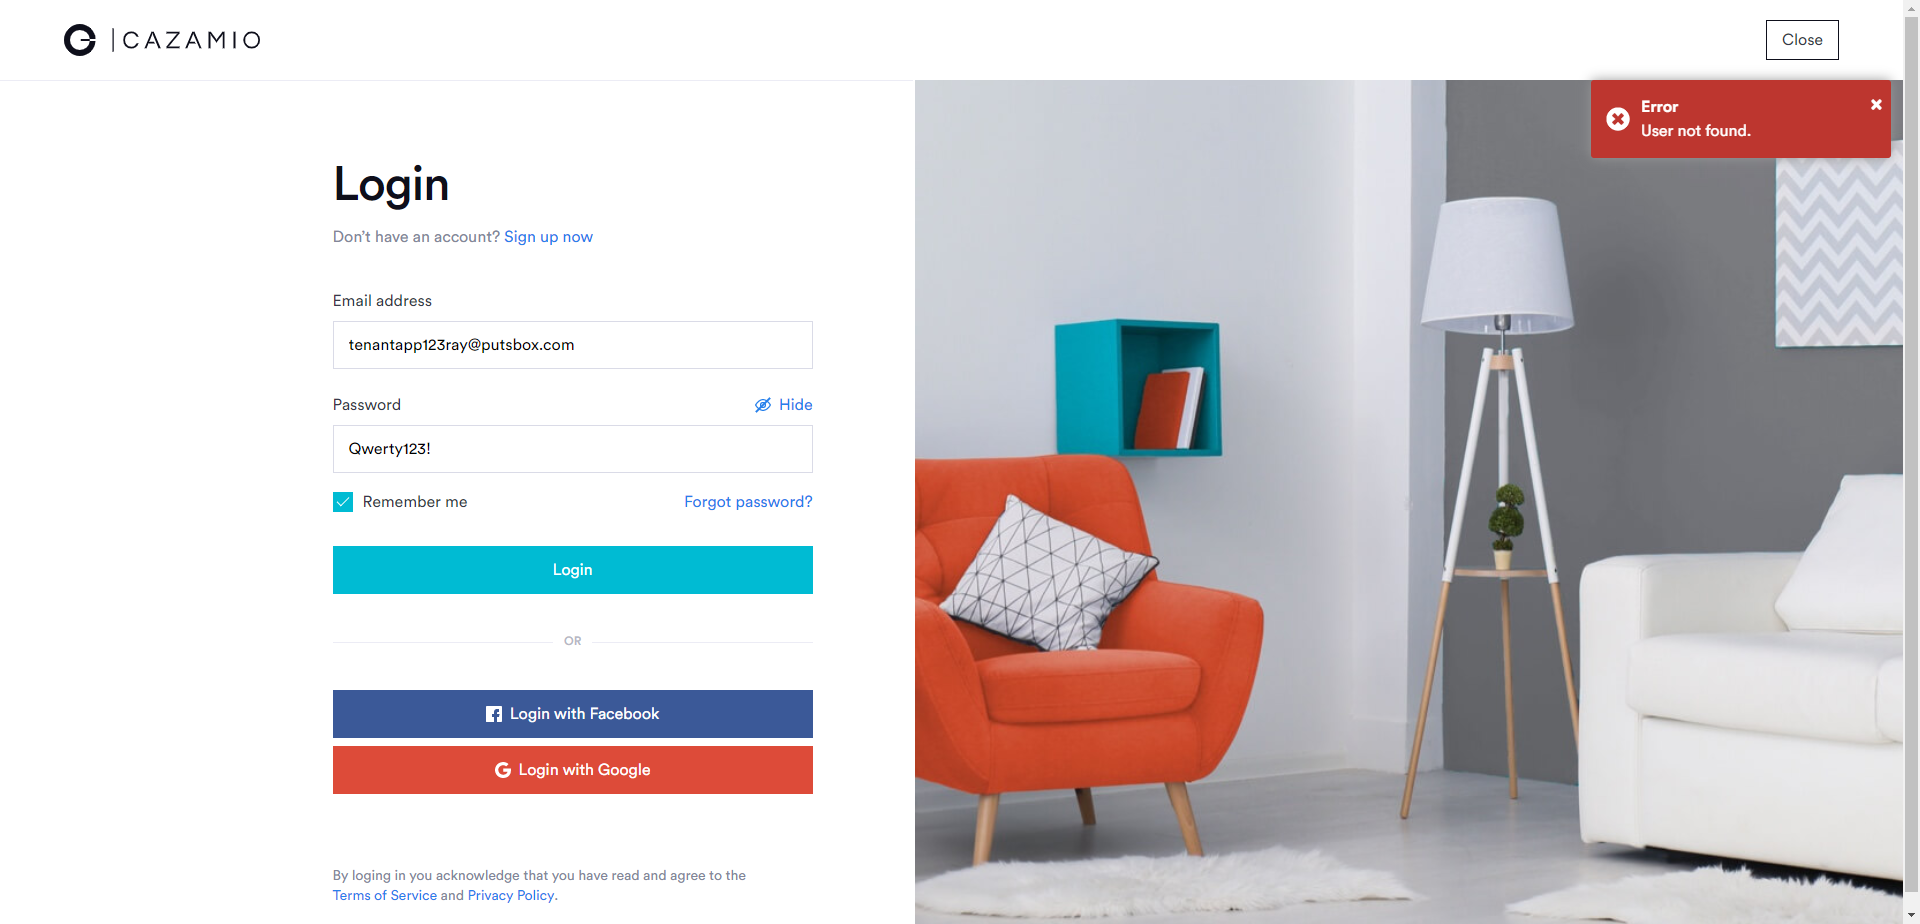 CAZAMIO
Close
Error
User not found.
Login
Don’t have an account? Sign up now
Email address
tenantapp123ray@putsbox.com
Password
Hide
Qwerty123!
Remember me
Forgot password?
Login
OR
Login with Facebook
Login with Google
By loging in you acknowledge that you have read and agree to the
Terms of Service and Privacy Policy.